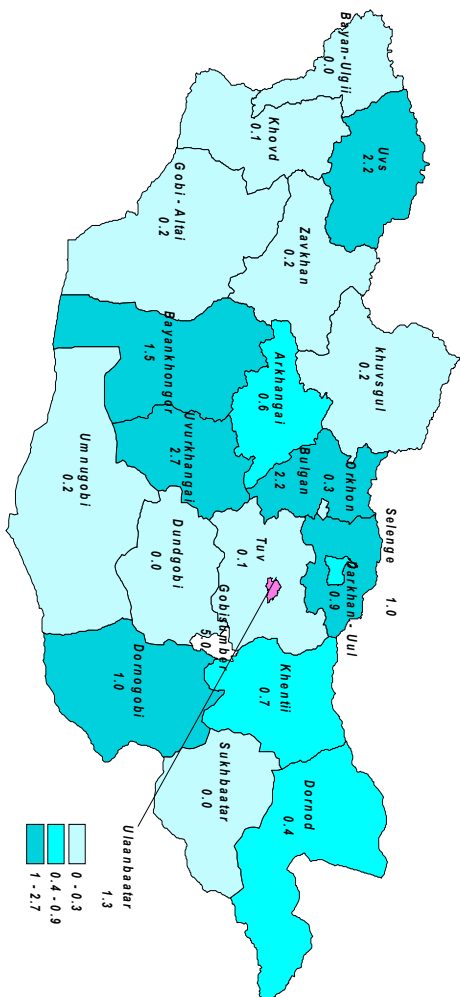 Bayan-Ulgii
0.0
Uvs
2.2
Khovd
0.1
Gobi - Altai
0.2
Zavkhan
0.2
khuvsgul
0.2
Bayankhongor
1.5
Arkhangai
0.6
Uvurkhangai
2.7
Bulgan
2.2
Orkhon
0.3
Selenge
1.0
Darkhan - Uul
0.9
Tuv
0.1
Umnugobi
0.2
Dundgobi
0.0
Gobisumber
5.0
Dornogobi
1.0
Khentii
0.7
Sukhbaatar
0.0
Dornod
0.4
Ulaanbaatar
1.3
0 - 0.3
0.4 - 0.9
1 - 2.7